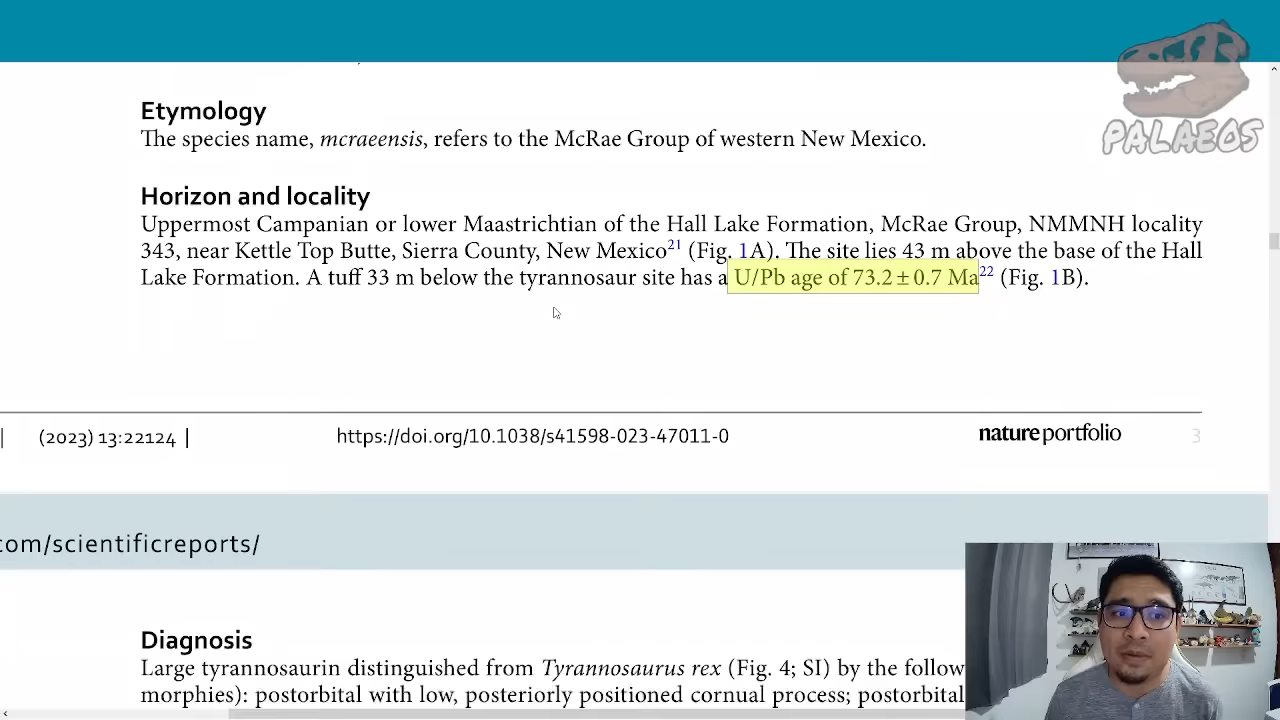 PALAEOS
Etymology
The species name, mcraeensis, refers to the McRae Group of western New Mexico.
Horizon and locality
Uppermost Campanian or lower Maastrichtian of the Hall Lake Formation, McRae Group, NMMNH locality
343, near Kettle Top Butte, Sierra County, New Mexico21 (Fig. 1A). The site lies 43 m above the base of the Hall
Lake Formation. A tuff 33 m below the tyrannosaur site has a U/Pb age of 73.2 ± 0.7 Ma22 (Fig. 1B).
| (2023) 13:22124 | https://doi.org/10.1038/s41598-023-47011-0 natureportfolio 3
com/scientificreports/
Diagnosis
Large tyrannosaurin distinguished from Tyrannosaurus rex (Fig. 4; SI) by the follow
morphies): postorbital with low, posteriorly positioned cornual process; postorbital